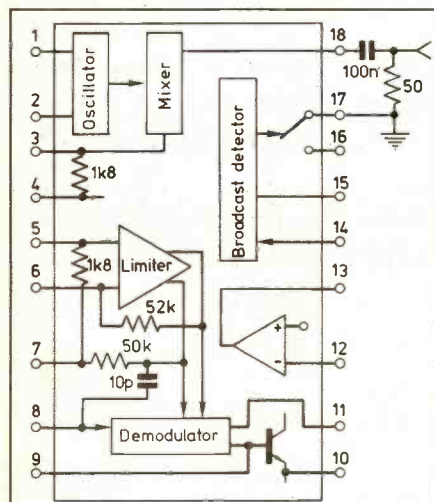 1
2
3
4
5
6
7
8
9
Oscillator
Mixer
1k8
1k8
Limiter
52k
50k
10p
Demodulator
Broadcast detector
+
-
18
17
16
15
14
13
12
11
10
100n
50